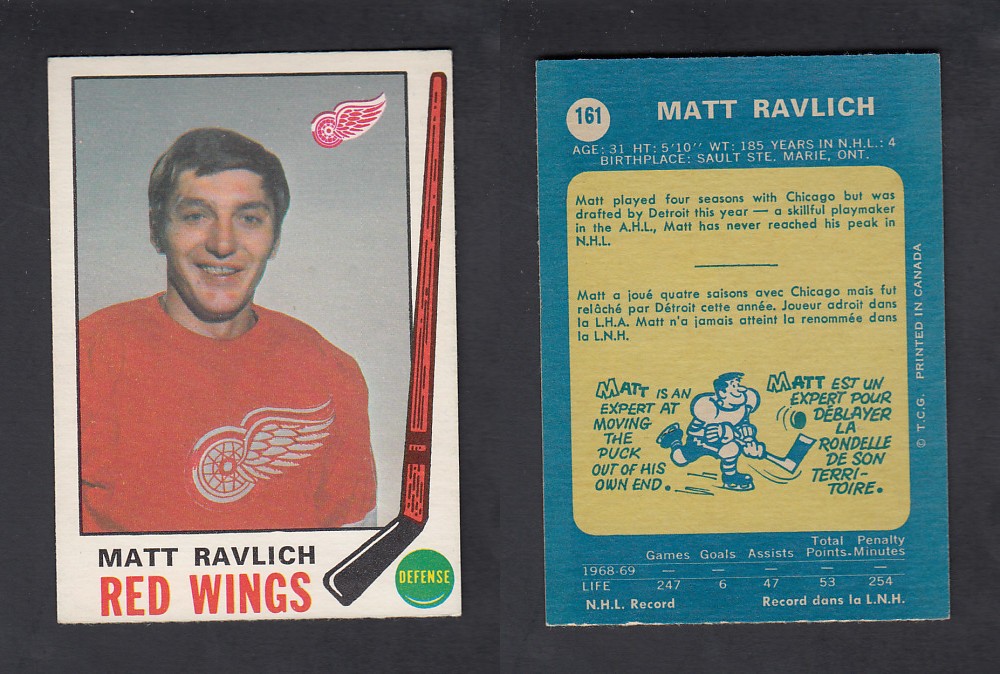 MATT RAVLICH
RED WINGS
DEFENSE
161
MATT RAVLICH
AGE: 31 HT: 5'10" WT: 185 YEARS IN N.H.L.: 4
BIRTHPLACE: SAULT STE. MARIE, ONT.
Matt played four seasons with Chicago but was
drafted by Detroit this year — a skillful playmaker
in the A.H.L., Matt has never reached his peak in
N.H.L.
Matt a joué quatre saisons avec Chicago mais fut
relâché par Détroit cette année. Joueur adroit dans
la L.H.A. Matt n'a jamais atteint la renommée dans
la L.N.H.
MATT IS AN
EXPERT AT
MOVING
THE
PUCK
OUT OF HIS
OWN END.
MATT EST UN
EXPERT POUR
DÉBLAYER
LA
RONDELLE
DE SON
TERRI-
TOIRE.
© T.C.G. PRINTED IN CANADA
Games Goals Assists Total Points Penalty -Minutes
1968-69 — — — — —
LIFE 247 6 47 53 254
N.H.L. Record Record dans la L.N.H.